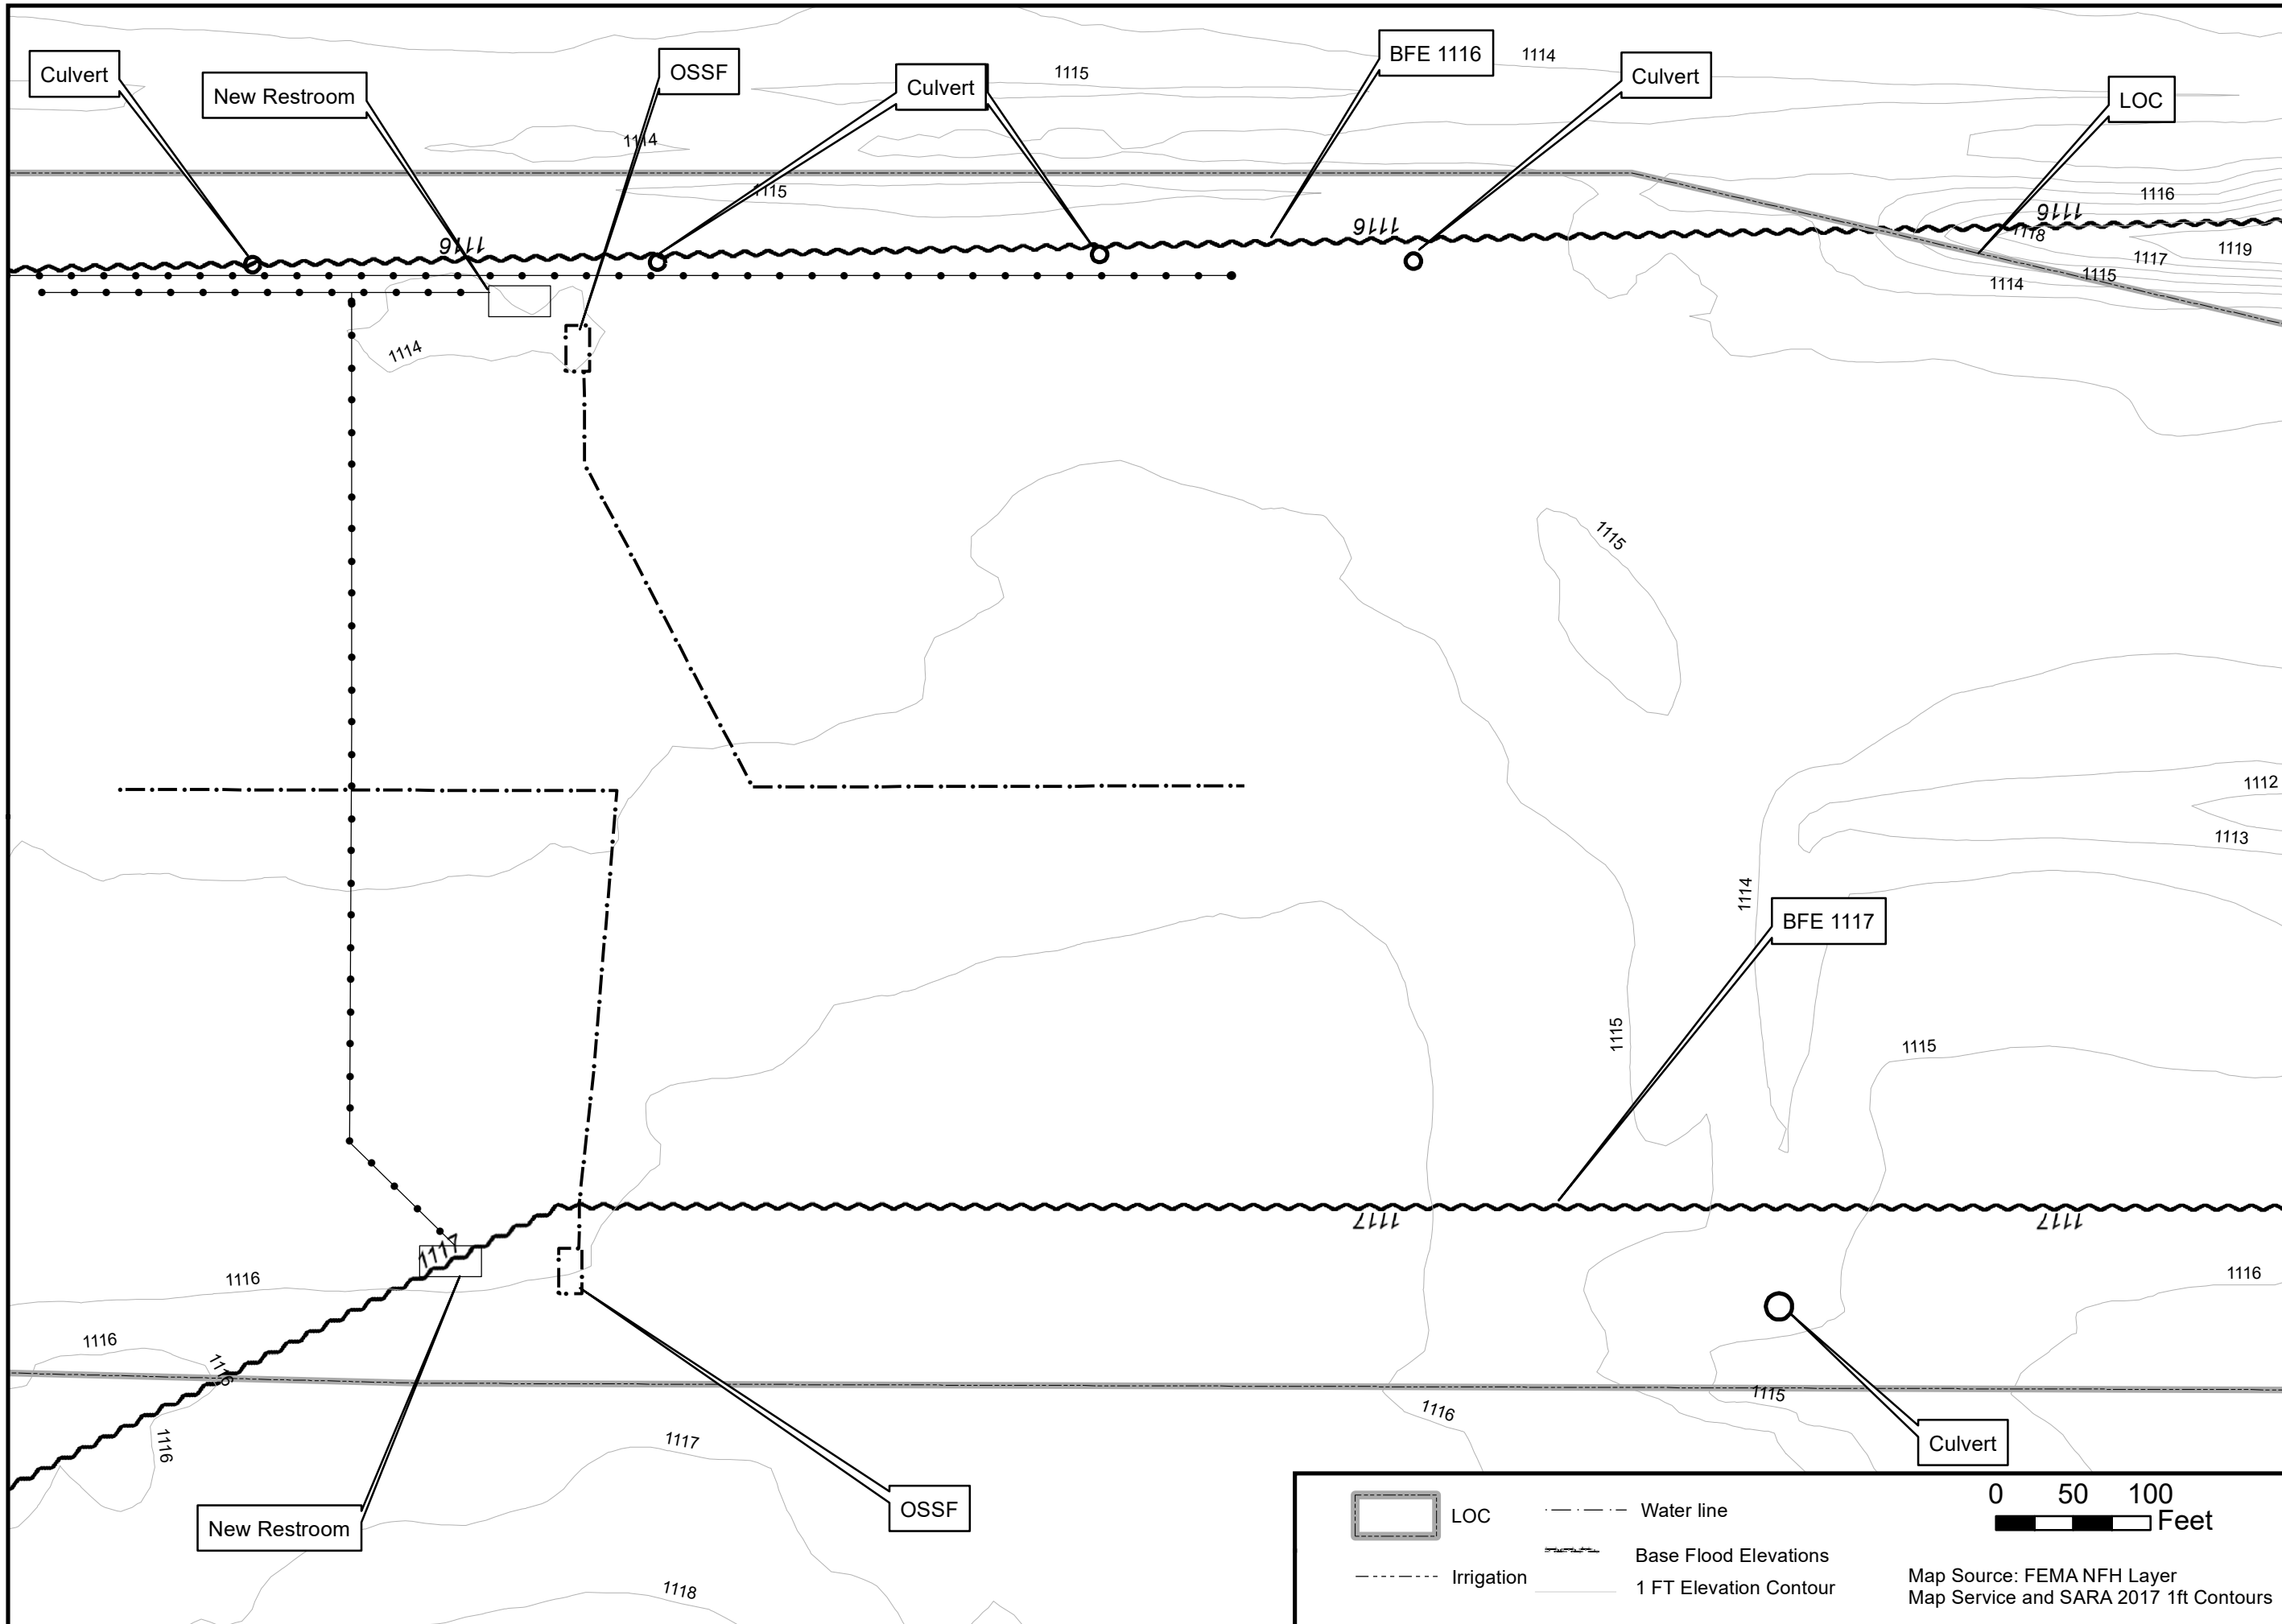 BFE 1116
1114
Culvert
OSSF
Culvert
1115
Culvert
New Restroom
LOC
1114
1115
1116
1116
1116
1116
1118
1119
1117
1115
1114
1114
1115
1112
1113
1114
BFE 1117
1115
1115
1117
1117
1117
1116
1116
1116
1116
1116
1115
1116
1117
Culvert
OSSF
New Restroom
1118
LOC
Water line
Base Flood Elevations
Irrigation
1 FT Elevation Contour
0 50 100
Feet
Map Source: FEMA NFH Layer
Map Service and SARA 2017 1ft Contours